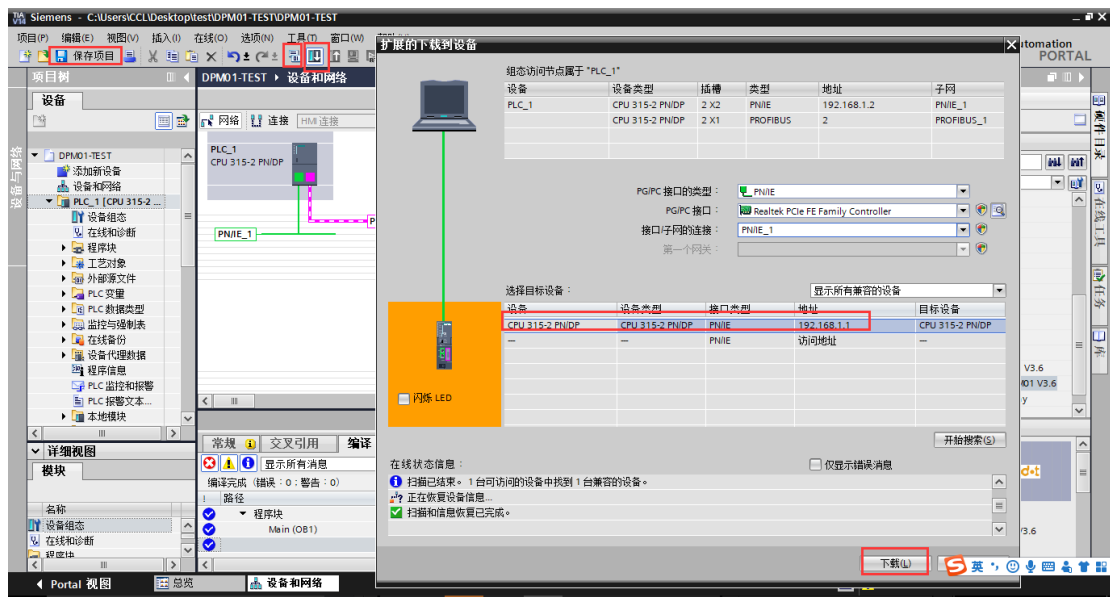 Siemens - C:\Users\CCL\Desktop\test\DPM01-TEST\DPM01-TEST
项目(P) 编辑(E) 视图(V) 插入(I) 在线(O) 选项(N) 工具(T) 窗口(W)
保存项目
Automation
PORTAL
项目树
DPM01-TEST ▸ 设备和网络
设备
网络 连接 HMI 连接
DPM01-TEST
添加新设备
设备和网络
PLC_1 [CPU 315-2 ...
设备组态
在线和诊断
程序块
工艺对象
外部源文件
PLC 变量
PLC 数据类型
监控与强制表
在线备份
设备代理数据
程序信息
PLC 监控和报警
PLC 报警文本...
本地模块
详细视图
模块
名称
设备组态
在线和诊断
程序块
PLC_1
CPU 315-2 PN/DP
PN/IE_1
常规 交叉引用 编译
显示所有消息
编译完成（错误：0；警告：0）
! 路径
程序块
Main (OB1)
扩展的下载到设备
组态访问节点属于 "PLC_1"
设备 设备类型 插槽 类型 地址 子网
PLC_1 CPU 315-2 PN/DP 2 X2 PN/IE 192.168.1.2 PN/IE_1
CPU 315-2 PN/DP 2 X1 PROFIBUS 2 PROFIBUS_1
PG/PC 接口的类型： PN/IE
PG/PC 接口： Realtek PCIe FE Family Controller
接口/子网的连接： PN/IE_1
第一个网关：
选择目标设备： 显示所有兼容的设备
设备 设备类型 接口类型 地址 目标设备
CPU 315-2 PN/DP CPU 315-2 PN/DP PN/IE 192.168.1.1 CPU 315-2 PN/DP
— — PN/IE 访问地址 —
闪烁 LED
开始搜索(S)
在线状态信息： 仅显示错误消息
扫描已结束。1 台可访问的设备中找到 1 台兼容的设备。
正在恢复设备信息...
扫描和信息恢复已完成。
下载(L)
硬件目录
在线工具
任务
库
V3.6
M01 V3.6
设备与网络
英
Portal 视图 总览 设备和网络